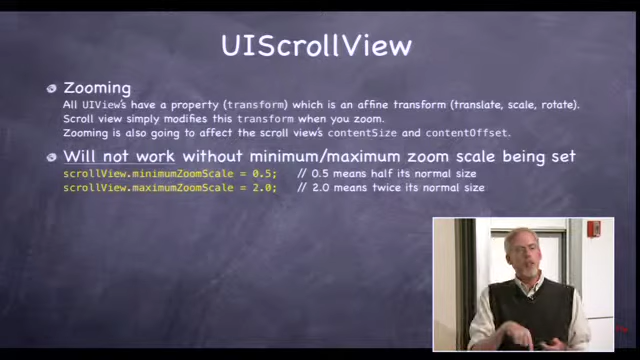 UIScrollView
Zooming
All UIView's have a property (transform) which is an affine transform (translate, scale, rotate).
Scroll view simply modifies this transform when you zoom.
Zooming is also going to affect the scroll view's contentSize and contentOffset.
Will not work without minimum/maximum zoom scale being set
scrollView.minimumZoomScale = 0.5; // 0.5 means half its normal size
scrollView.maximumZoomScale = 2.0; // 2.0 means twice its normal size